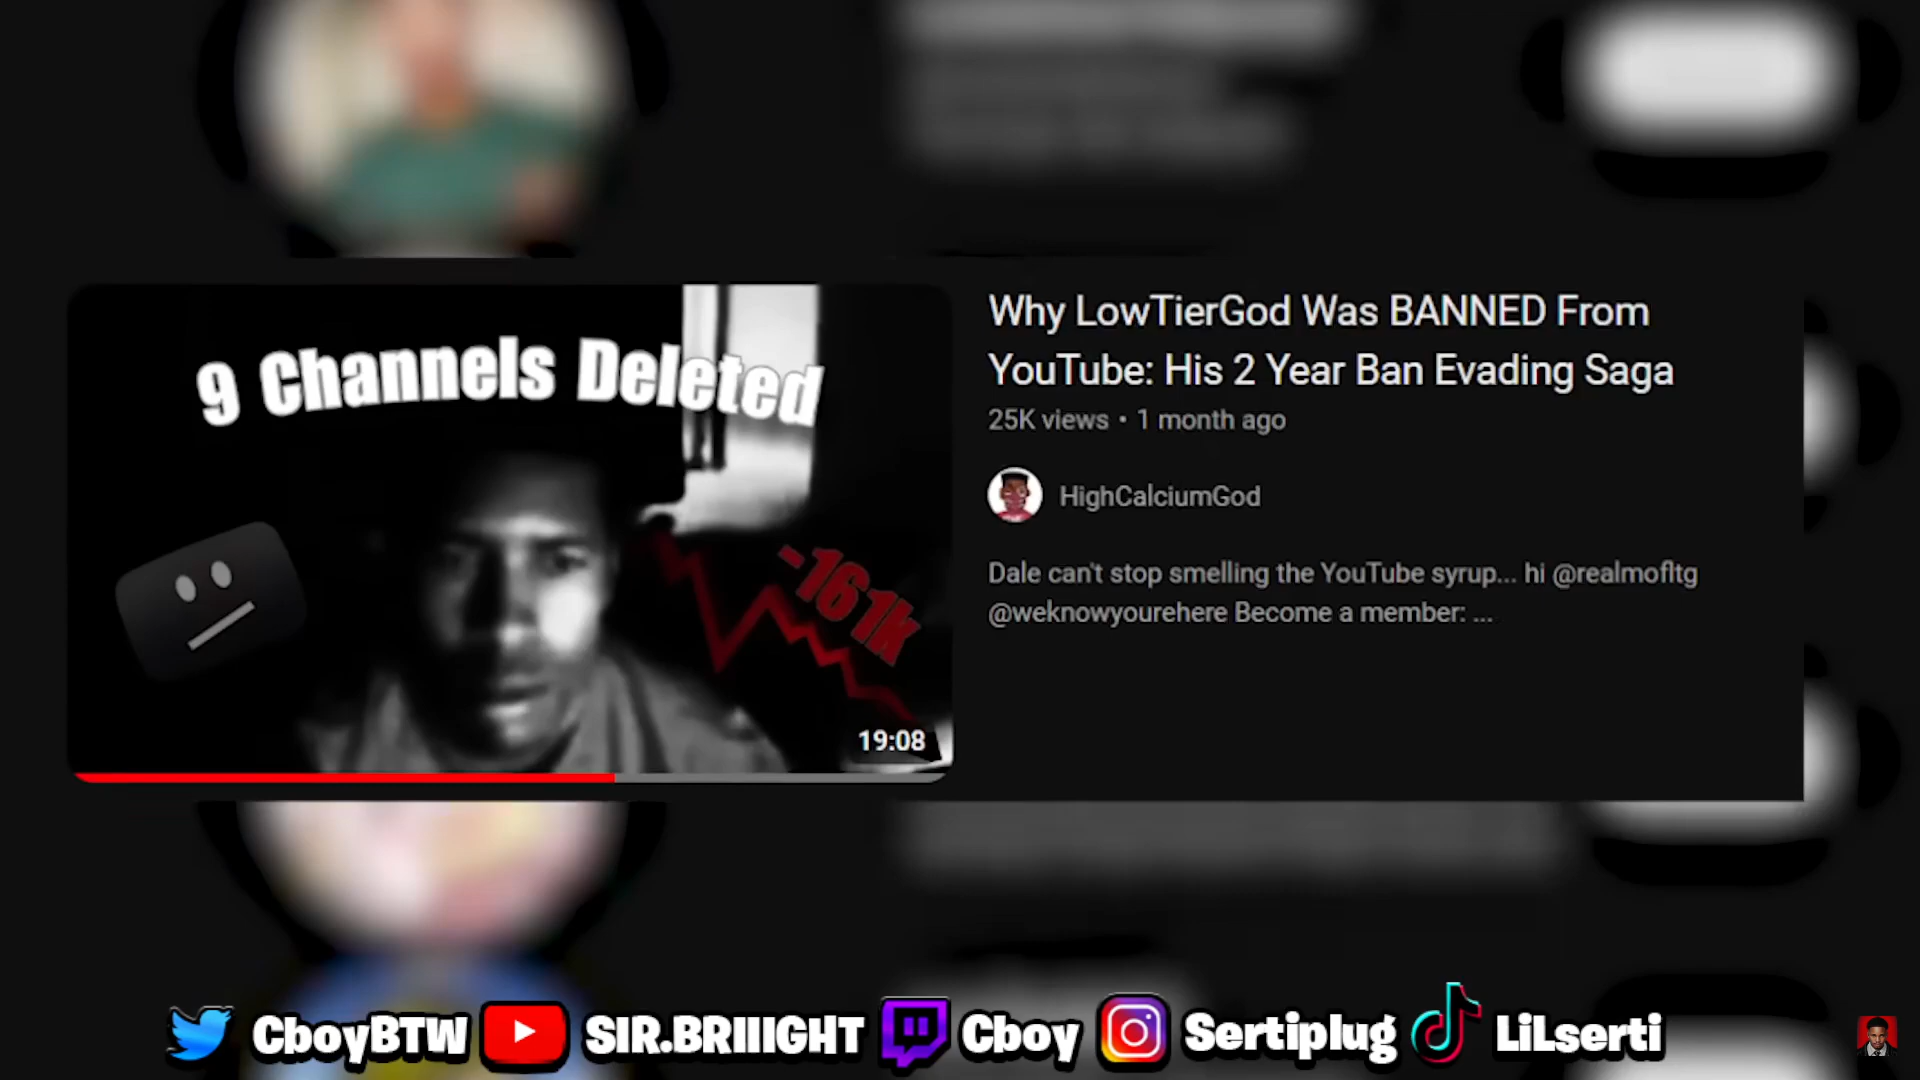 9 Channels Deleted
-161k
19:08
Why LowTierGod Was BANNED From
YouTube: His 2 Year Ban Evading Saga
25K views • 1 month ago
HighCalciumGod
Dale can't stop smelling the YouTube syrup... hi @realmofltg
@weknowyourehere Become a member: ...
CboyBTW SIR.BRIIIGHT Cboy Sertiplug LiLserti